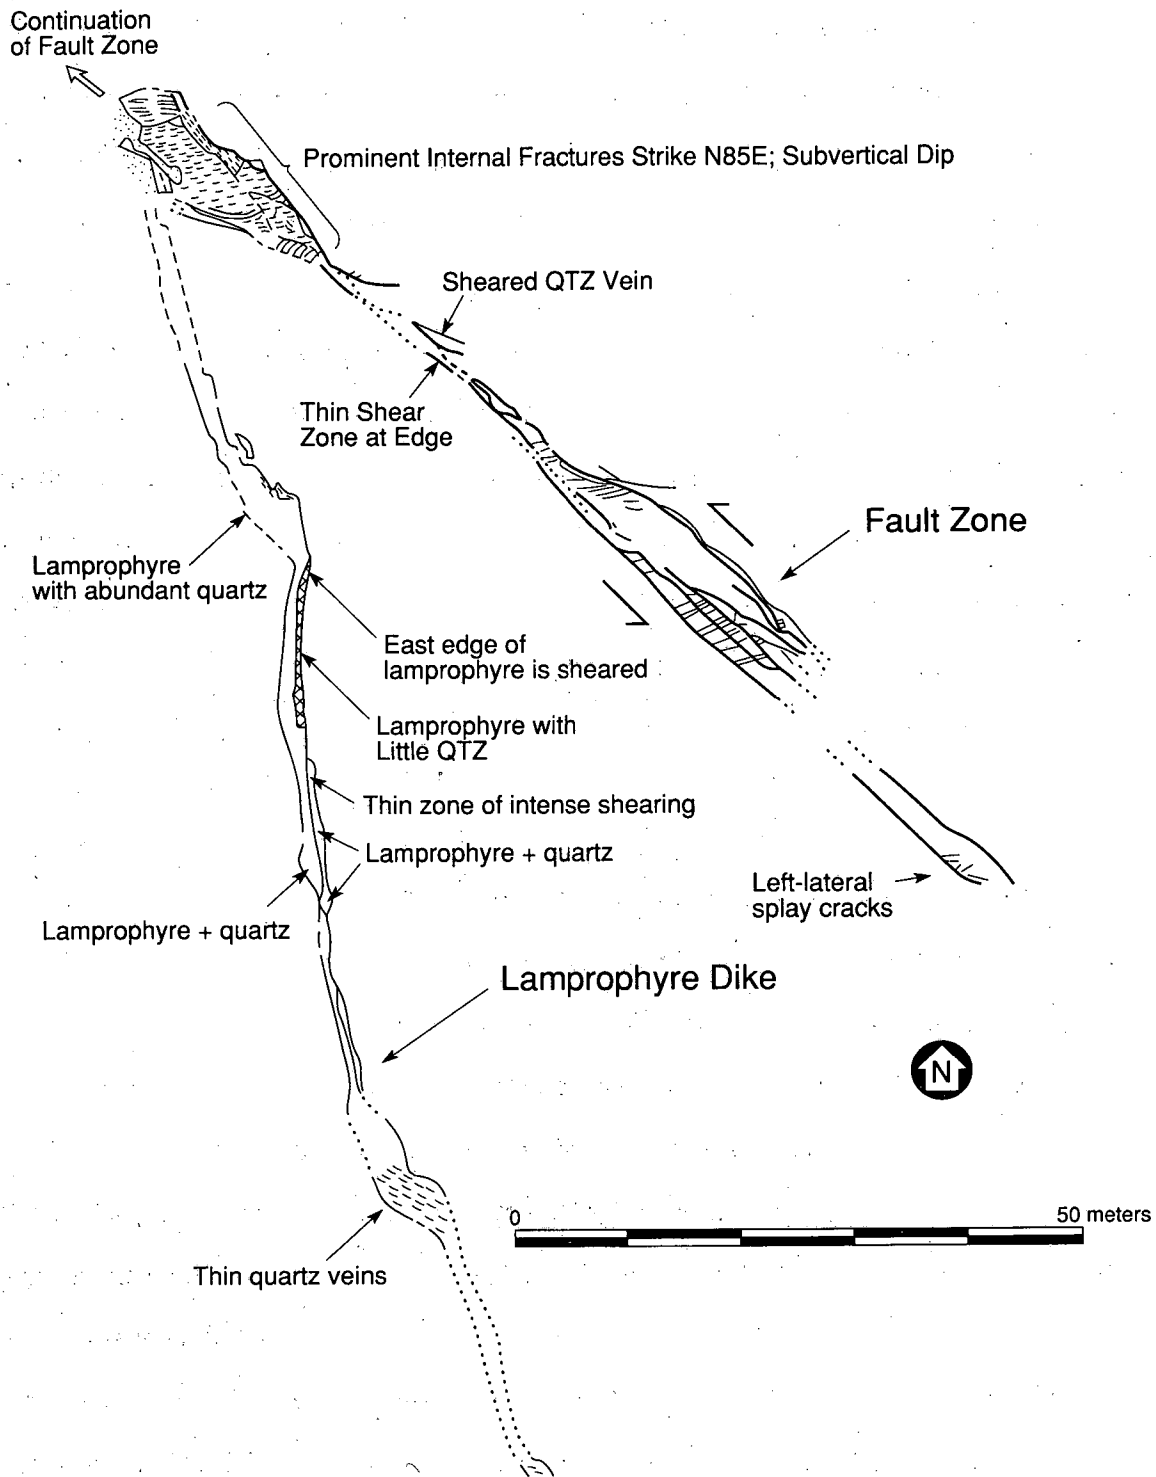 Continuation
of Fault Zone
Prominent Internal Fractures Strike N85E; Subvertical Dip
Sheared QTZ Vein
Thin Shear
Zone at Edge
Fault Zone
Lamprophyre
with abundant quartz
East edge of
lamprophyre is sheared
Lamprophyre with
Little QTZ
Thin zone of intense shearing
Lamprophyre + quartz
Left-lateral
splay cracks
Lamprophyre + quartz
Lamprophyre Dike
N
0
50 meters
Thin quartz veins